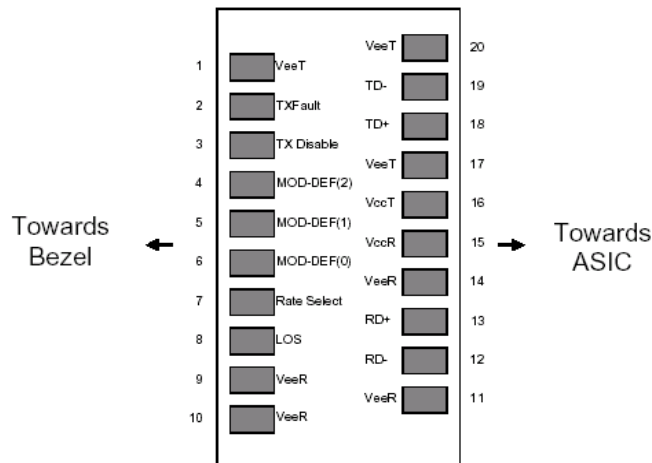 Towards
Bezel
1 VeeT
2 TXFault
3 TX Disable
4 MOD-DEF(2)
5 MOD-DEF(1)
6 MOD-DEF(0)
7 Rate Select
8 LOS
9 VeeR
10 VeeR
VeeT 20
TD- 19
TD+ 18
VeeT 17
VccT 16
VccR 15
VeeR 14
RD+ 13
RD- 12
VeeR 11
Towards
ASIC